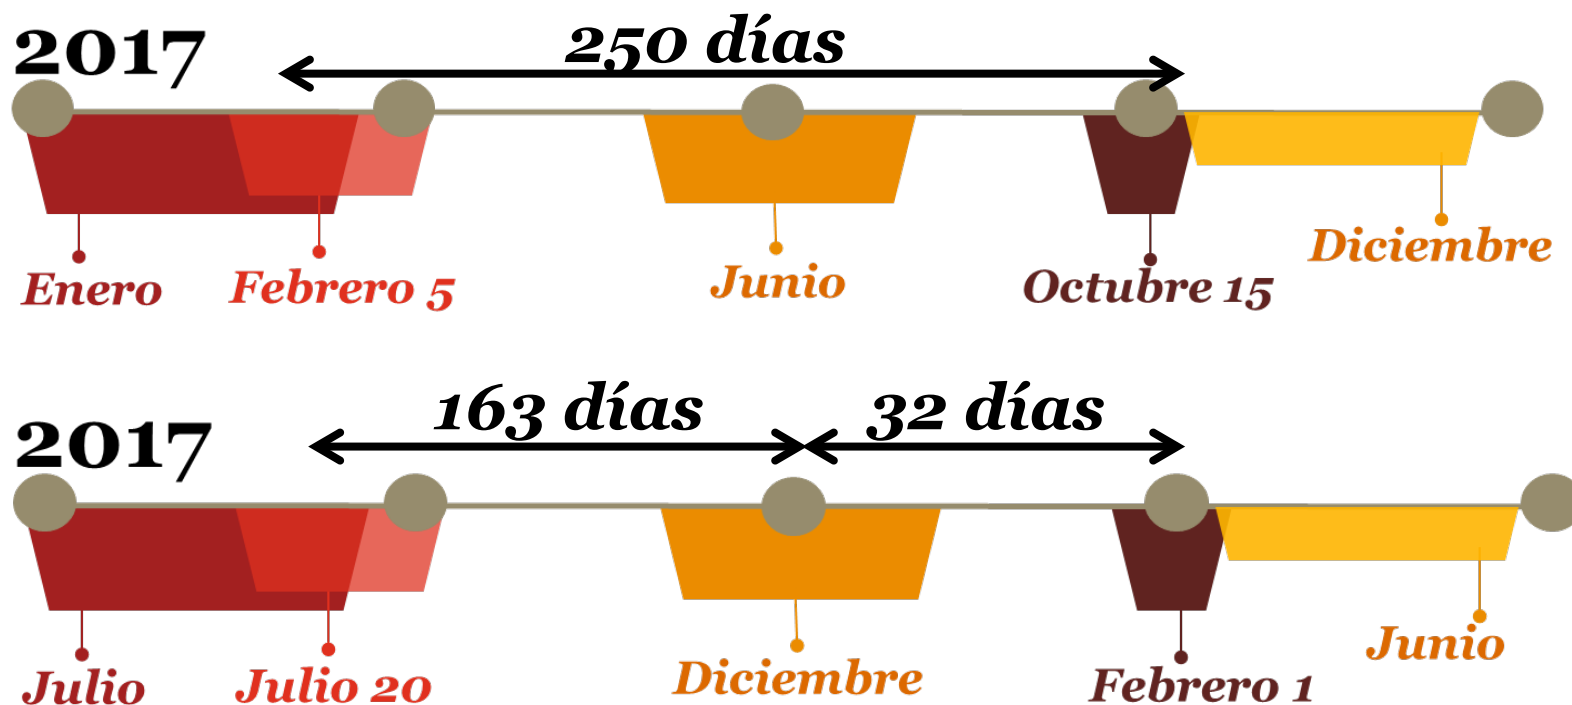 2017
250 días
Enero
Febrero 5
Junio
Octubre 15
Diciembre
2017
163 días
32 días
Julio
Julio 20
Diciembre
Febrero 1
Junio